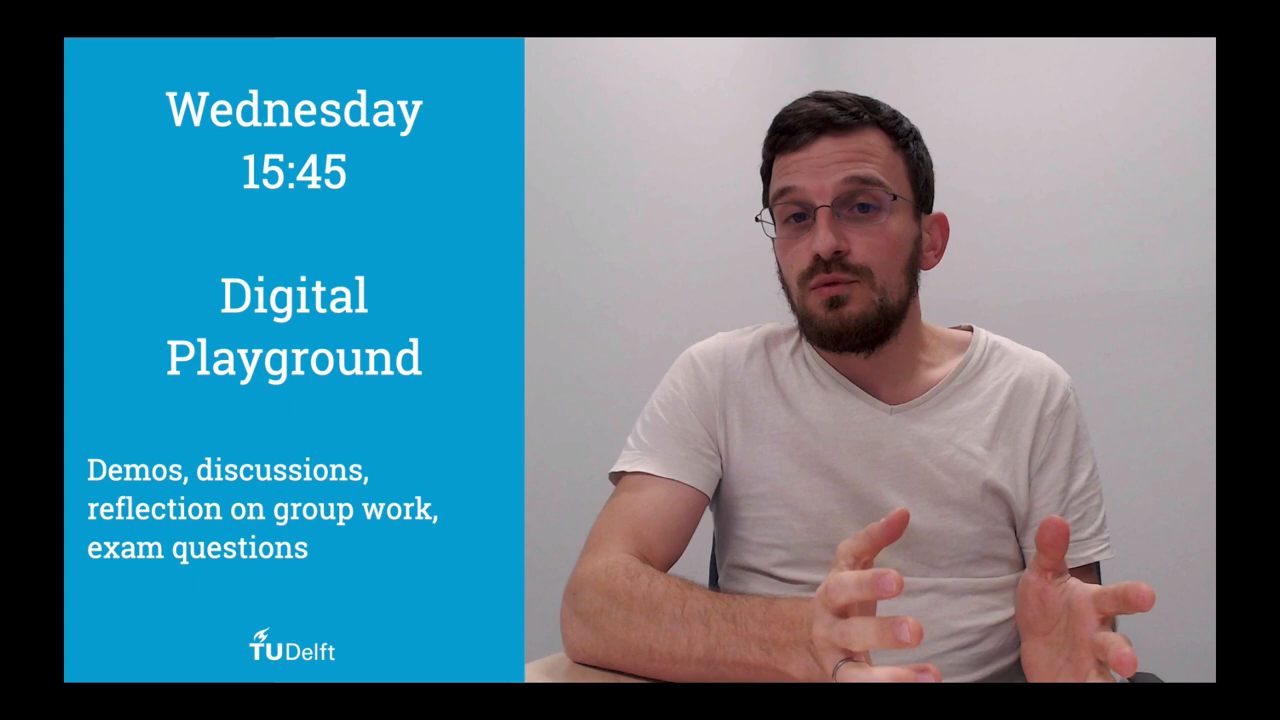 Wednesday
15:45
Digital
Playground
Demos, discussions,
reflection on group work,
exam questions
TUDelft